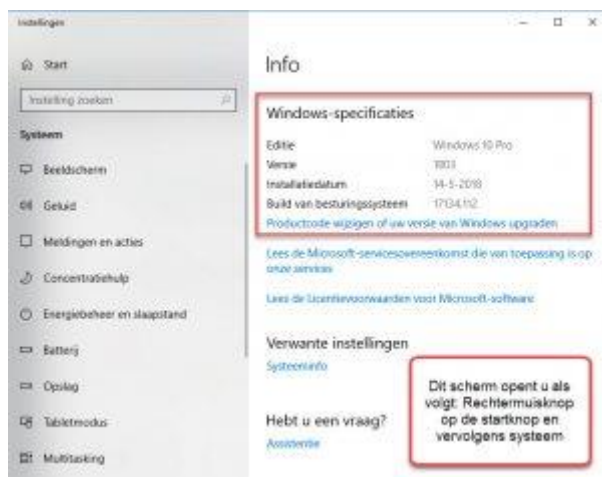 Instellingen
Start
Instelling zoeken
Systeem
Beeldscherm
Geluid
Meldingen en acties
Concentratiehulp
Energiebeheer en slaapstand
Batterij
Opslag
Tabletmodus
Multitasking
Info
Windows-specificaties
Editie Windows 10 Pro
Versie 1803
Installatiedatum 14-5-2018
Build van besturingssysteem 17134.112
Productcode wijzigen of uw versie van Windows upgraden
Lees de Microsoft-servicesovereenkomst die van toepassing is op
onze services
Lees de Licentievoorwaarden voor Microsoft-software
Verwante instellingen
Systeeminfo
Hebt u een vraag?
Assistentie
Dit scherm opent u als
volgt: Rechtermuisknop
op de startknop en
vervolgens systeem